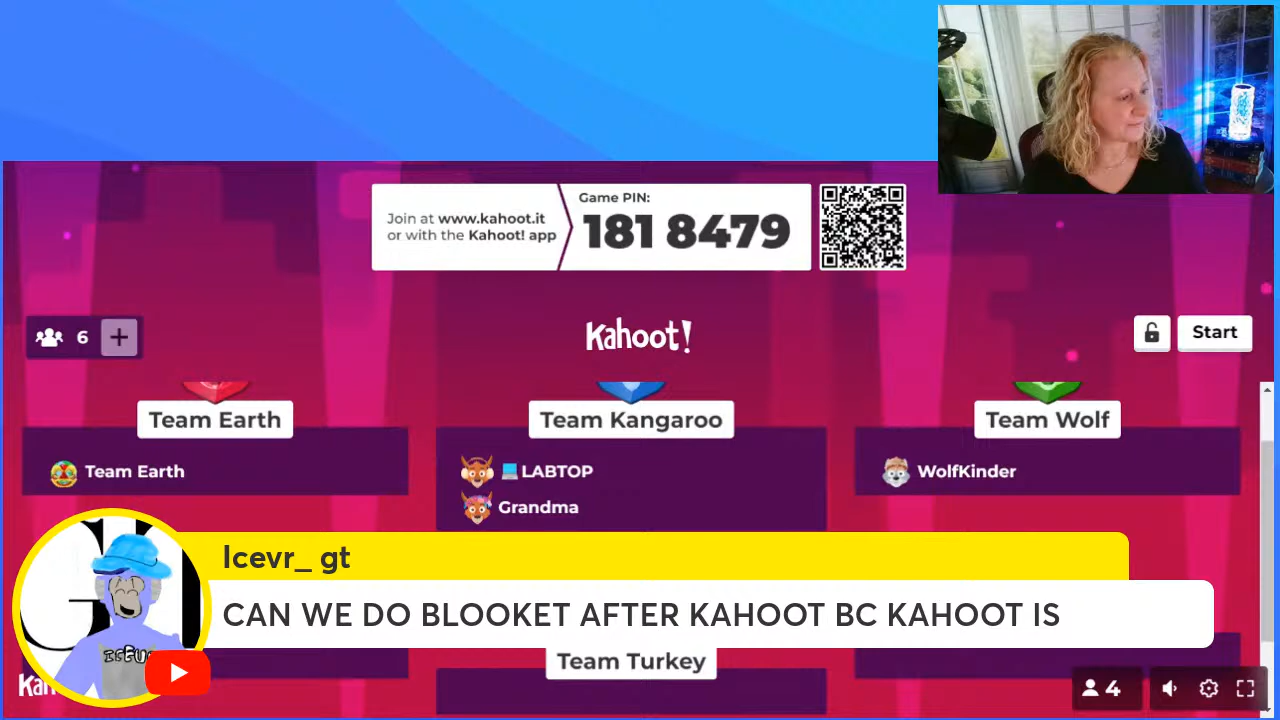 Join at www.kahoot.it
or with the Kahoot! app
Game PIN:
181 8479
6
Kahoot!
Start
Team Earth
Team Kangaroo
Team Wolf
Team Earth
LABTOP
WolfKinder
Grandma
Icevr_ gt
CAN WE DO BLOOKET AFTER KAHOOT BC KAHOOT IS
Team Turkey
4